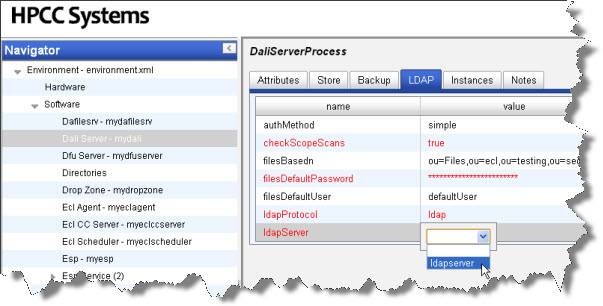 HPCC Systems
Navigator
DaliServerProcess
Environment - environment.xml
Hardware
Software
Dafilesrv - mydafilesrv
Dali Server - mydali
Dfu Server - mydfuserver
Directories
Drop Zone - mydropzone
Ecl Agent - myeclagent
Ecl CC Server - myeclccserver
Ecl Scheduler - myeclscheduler
Esp - myesp
Esp Service (2)
Attributes Store Backup LDAP Instances Notes
name value
authMethod simple
checkScopeScans true
filesBasedn ou=Files,ou=ecl,ou=testing,ou=sec
filesDefaultPassword ************************
filesDefaultUser defaultUser
ldapProtocol ldap
ldapServer
ldapserver